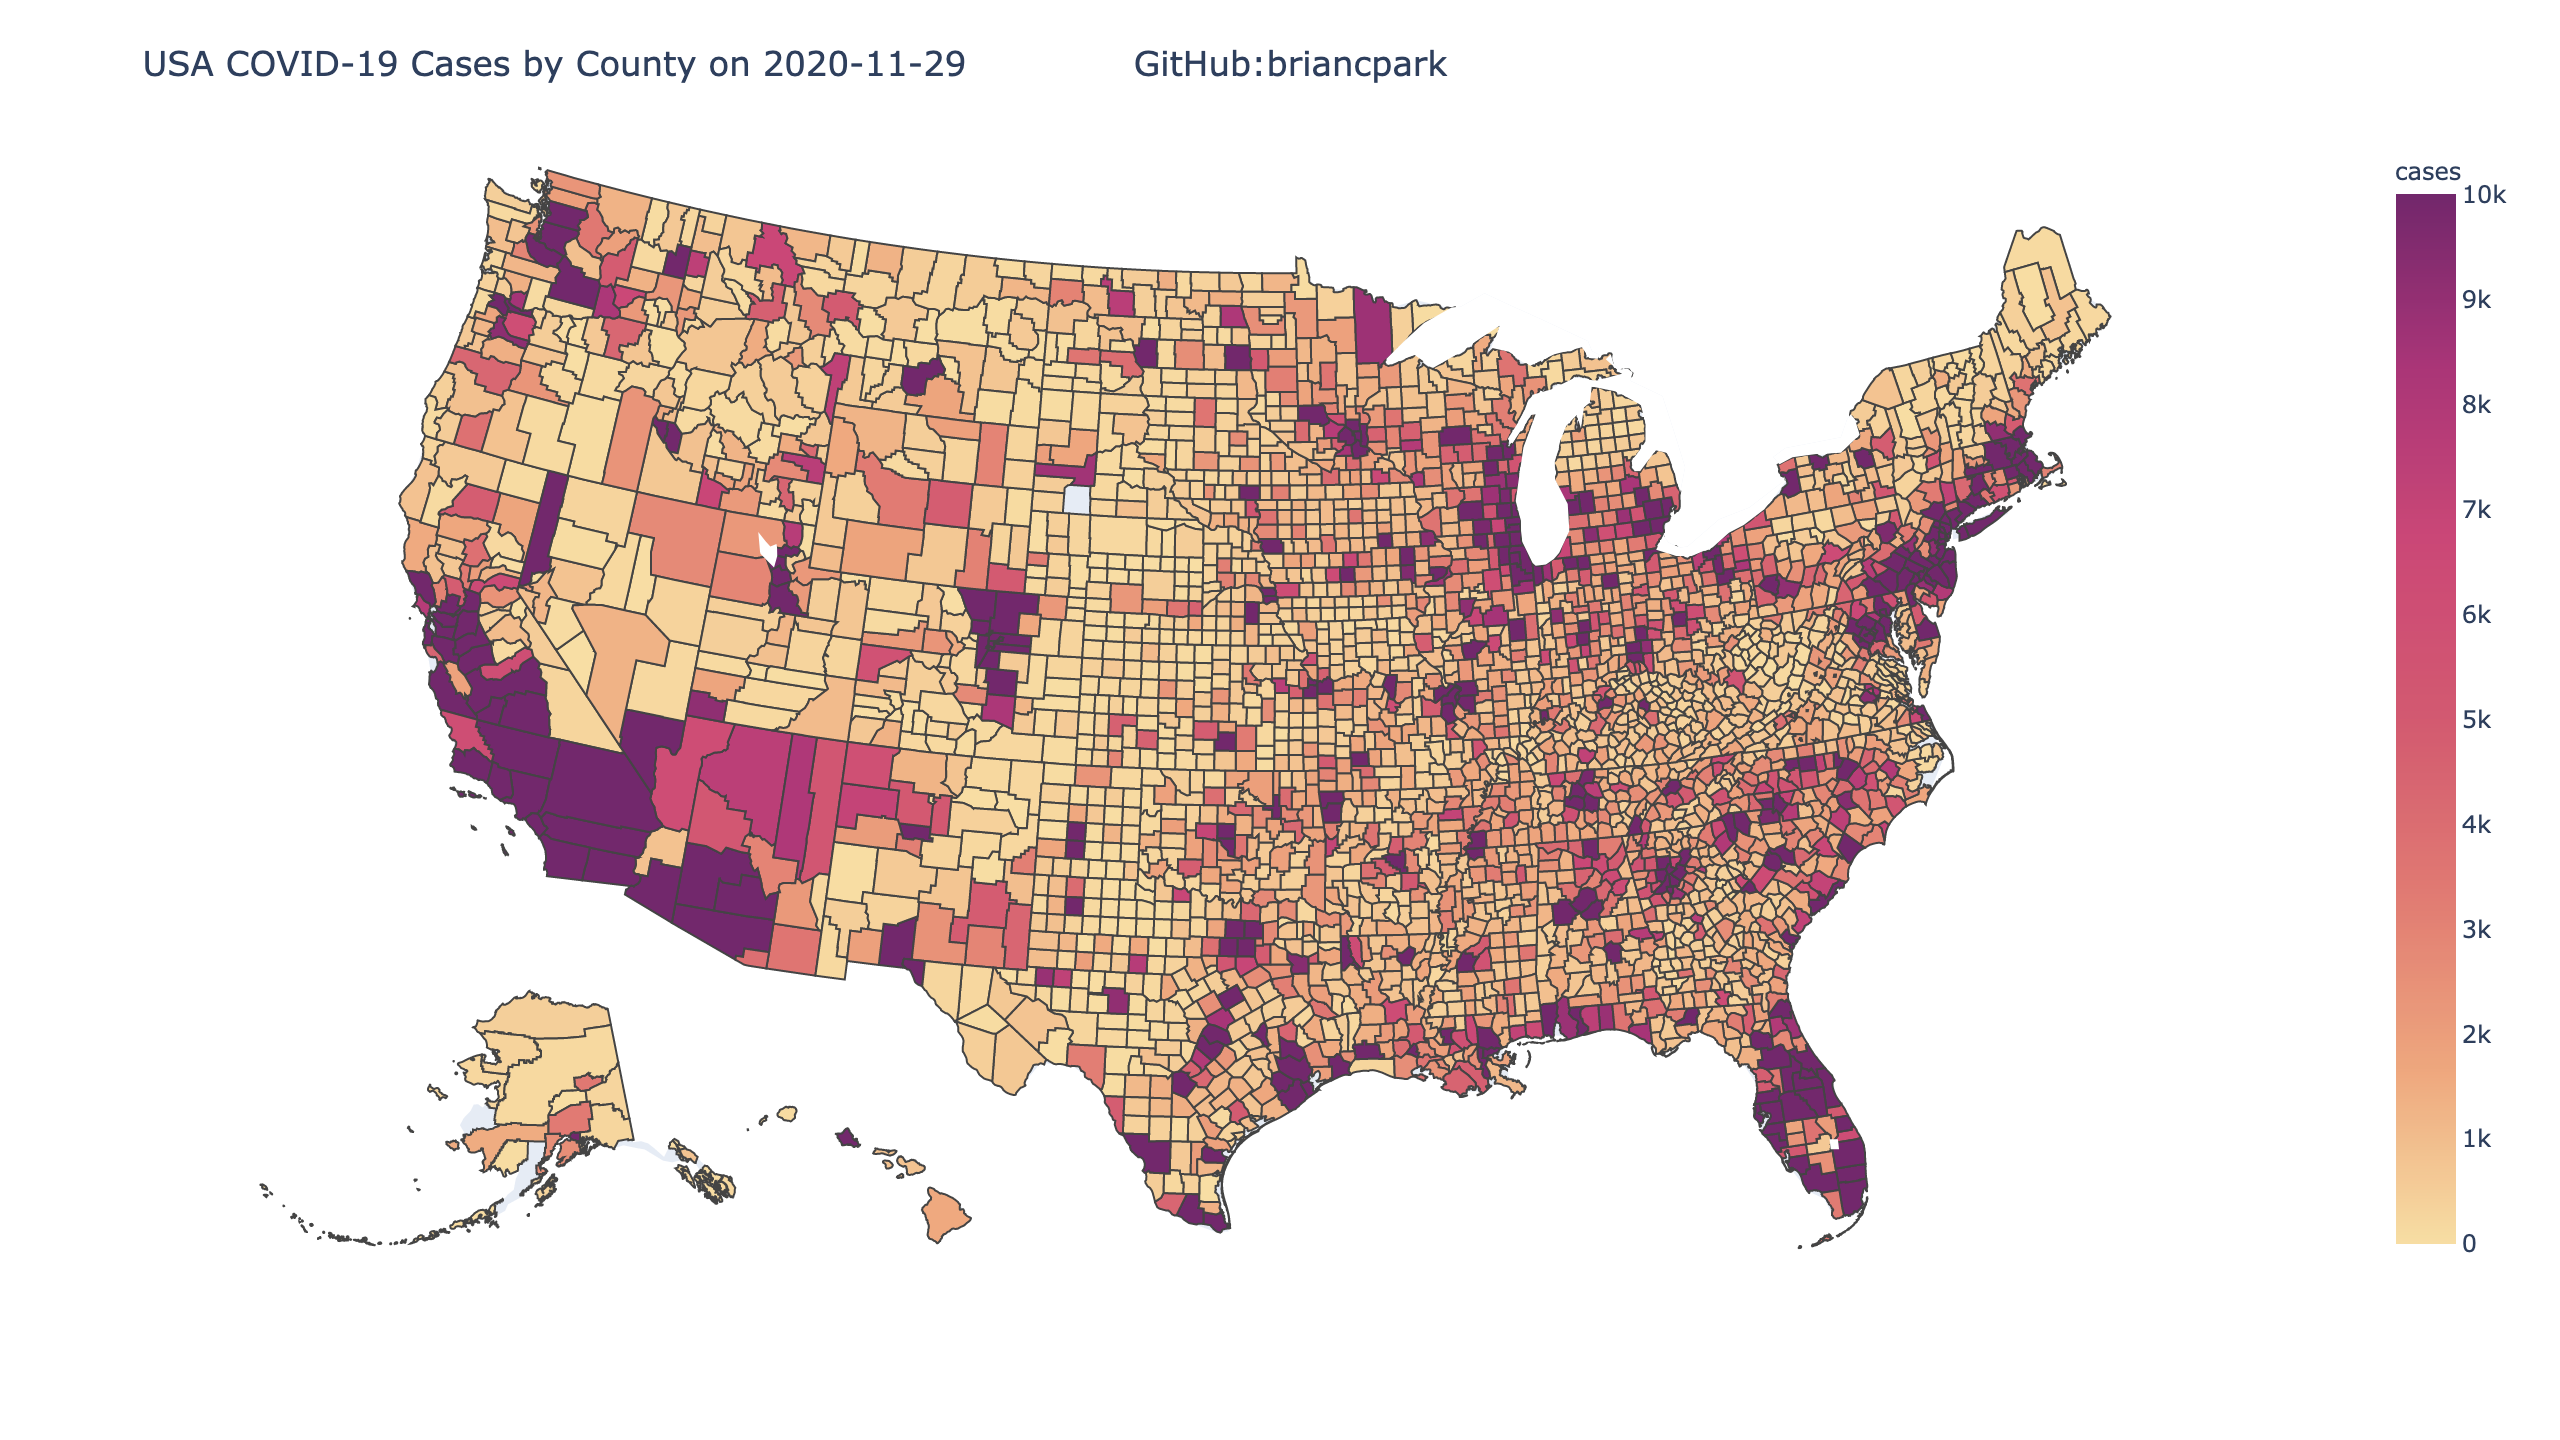 USA COVID-19 Cases by County on 2020-11-29 GitHub:briancpark
cases
10k
9k
8k
7k
6k
5k
4k
3k
2k
1k
0